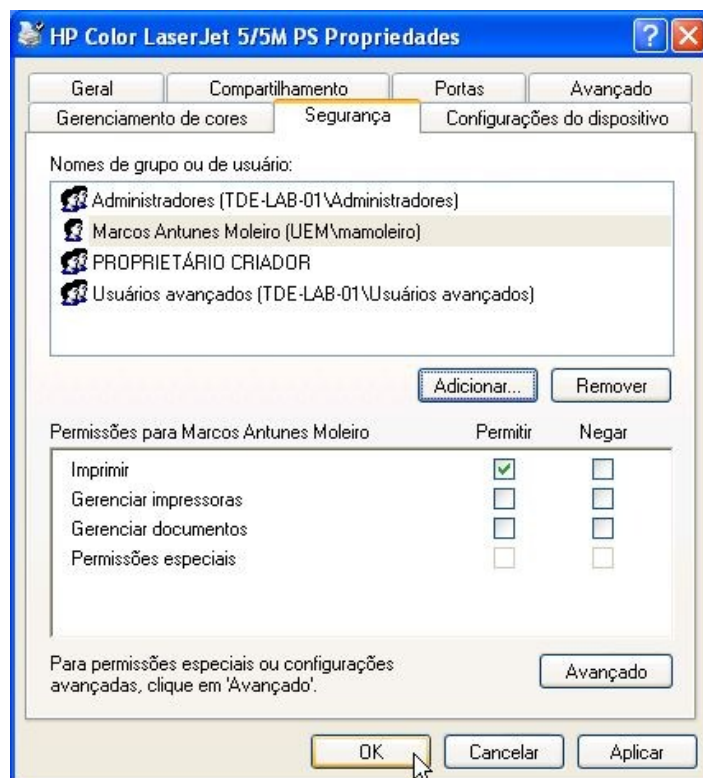 HP Color LaserJet 5/5M PS Propriedades
Geral Compartilhamento Portas Avançado
Gerenciamento de cores Segurança Configurações do dispositivo
Nomes de grupo ou de usuário:
Administradores (TDE-LAB-01\Administradores)
Marcos Antunes Moleiro (UEM\mamoleiro)
PROPRIETÁRIO CRIADOR
Usuários avançados (TDE-LAB-01\Usuários avançados)
Adicionar... Remover
Permissões para Marcos Antunes Moleiro Permitir Negar
Imprimir
Gerenciar impressoras
Gerenciar documentos
Permissões especiais
Para permissões especiais ou configurações
avançadas, clique em 'Avançado'. Avançado
OK Cancelar Aplicar